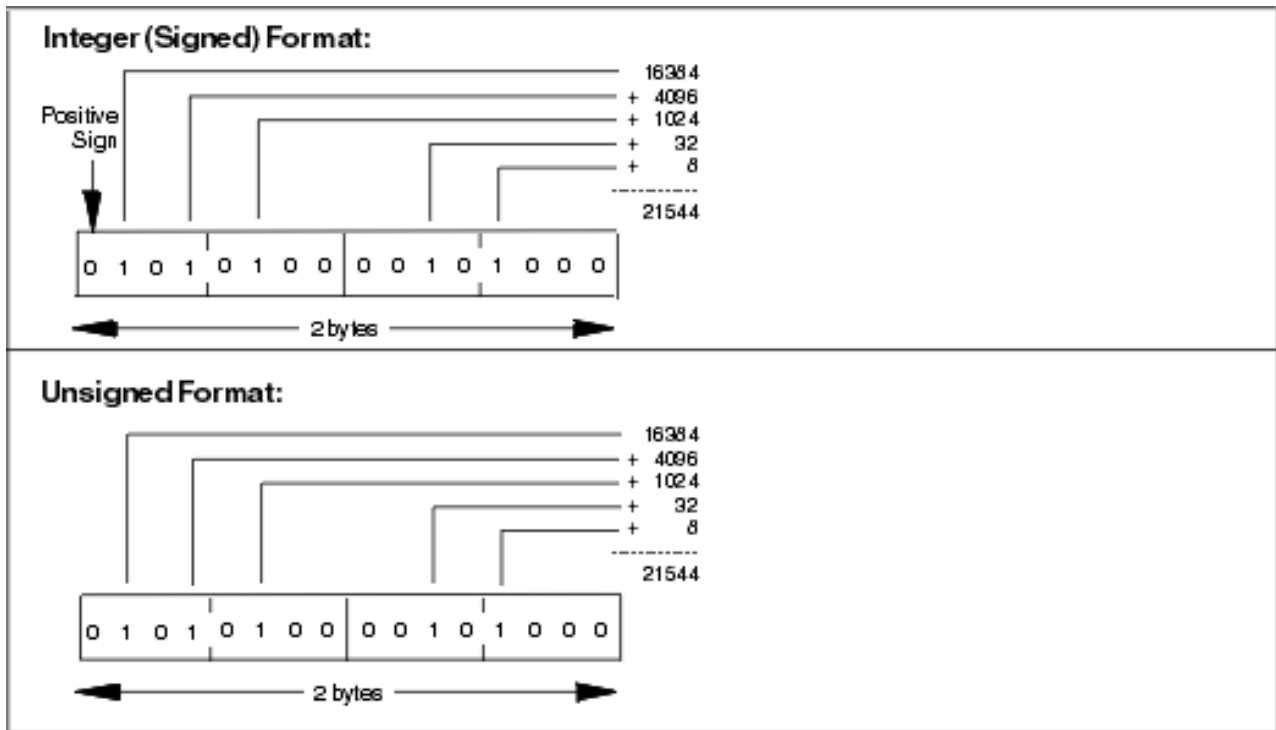 Integer (Signed) Format:
16384
+ 4096
Positive
Sign
+ 1024
+ 32
+ 8
------------
21544
0 1 0 1 0 1 0 0 0 0 1 0 1 0 0 0
2 bytes
Unsigned Format:
16384
+ 4096
+ 1024
+ 32
+ 8
------------
21544
0 1 0 1 0 1 0 0 0 0 1 0 1 0 0 0
2 bytes